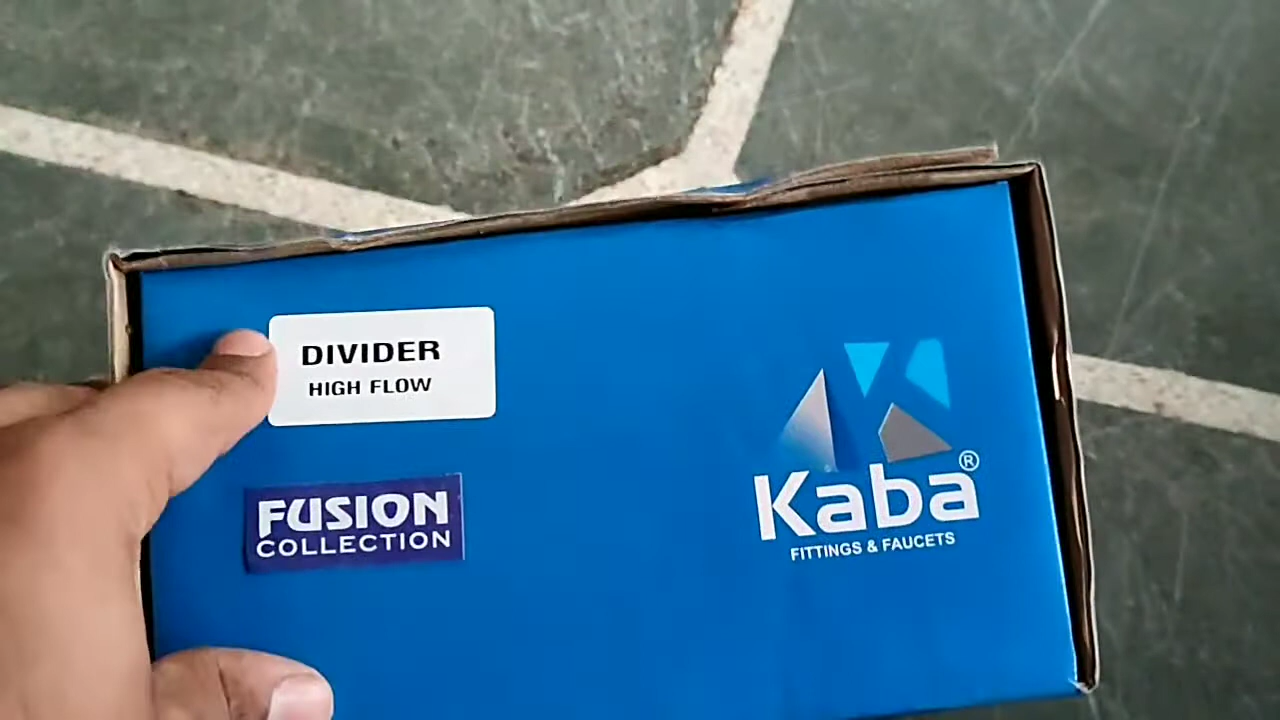 DIVIDER
HIGH FLOW
FUSION
COLLECTION
Kaba®
FITTINGS & FAUCETS